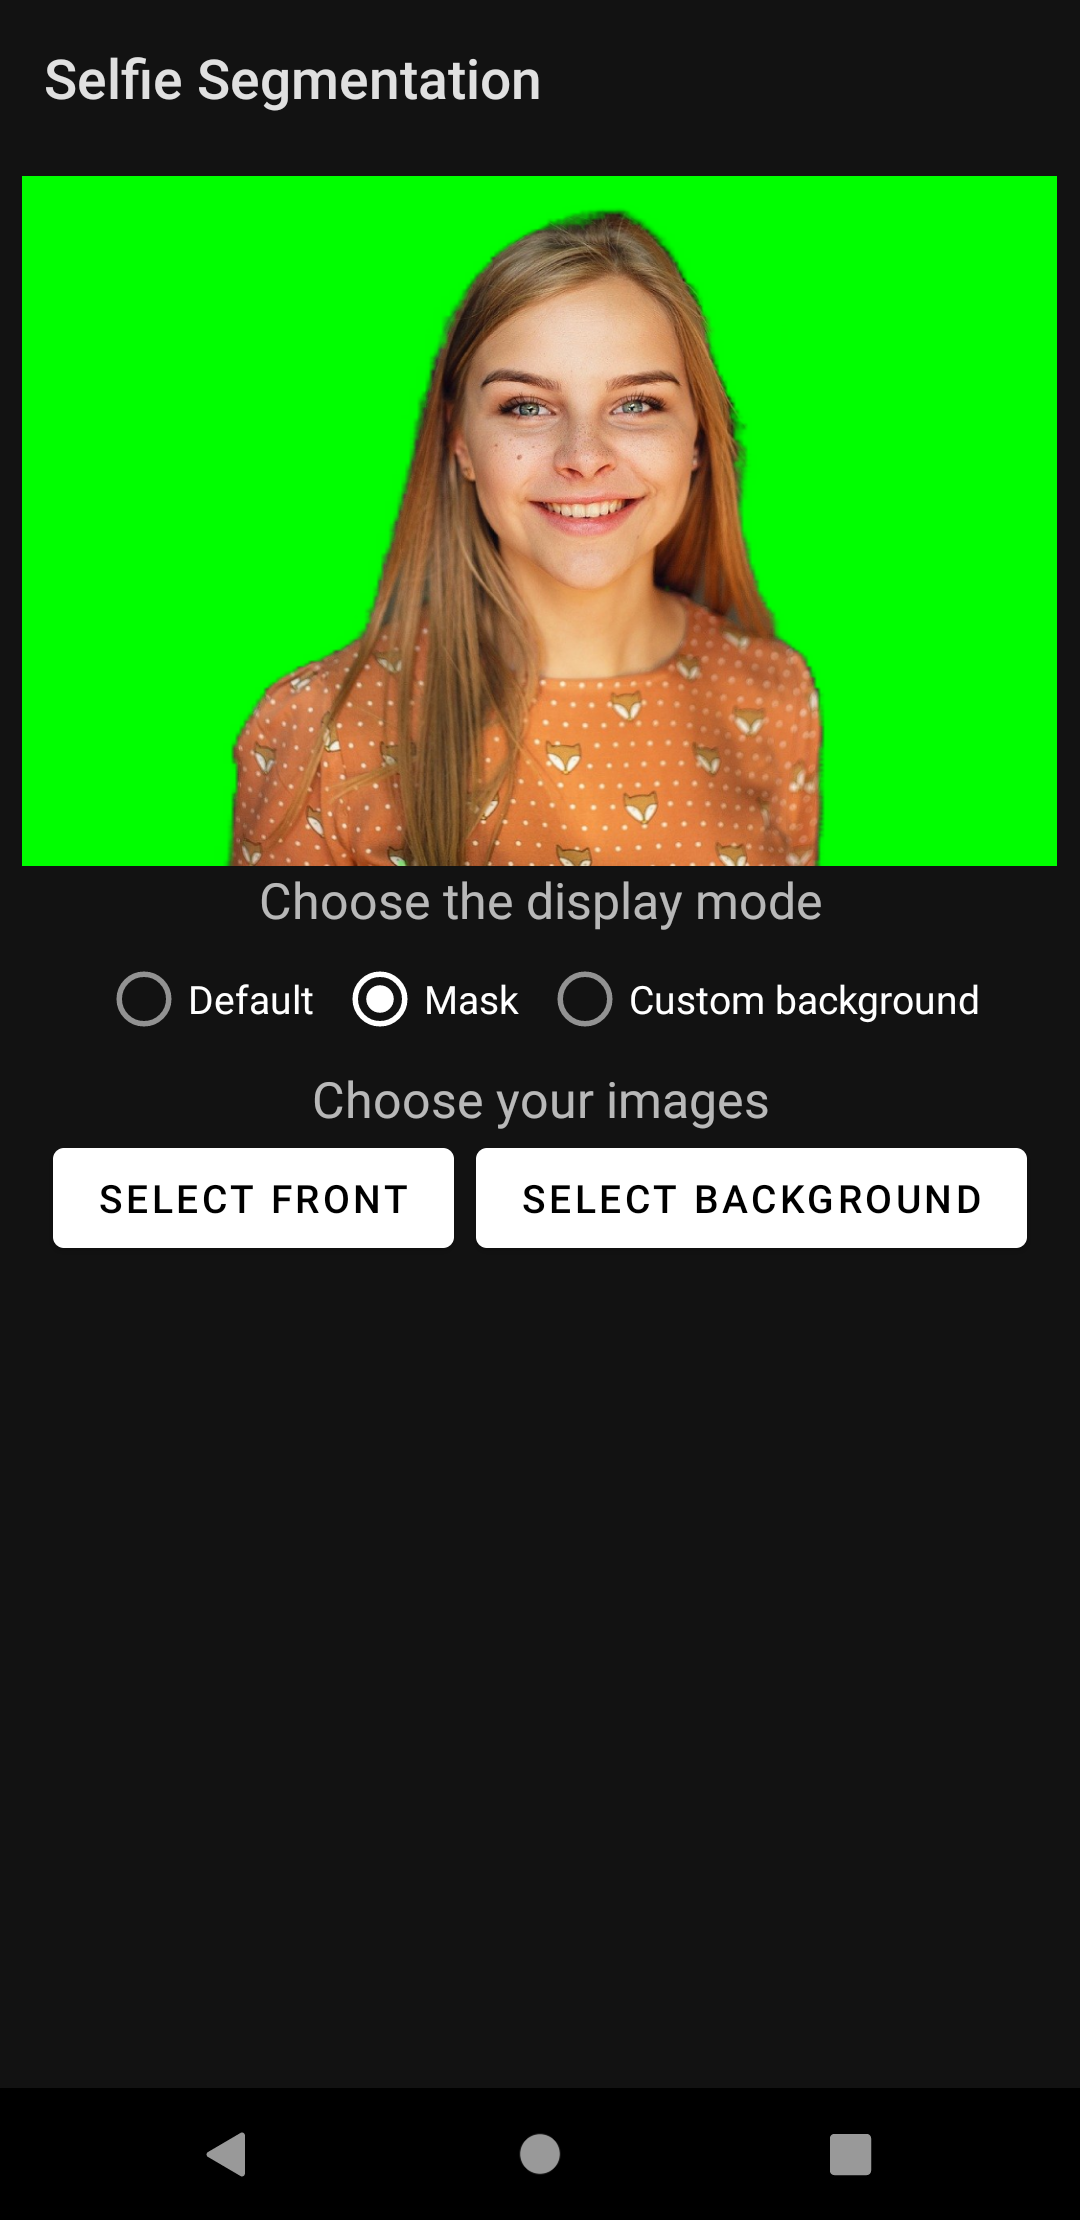 Selfie Segmentation
Choose the display mode
Default Mask Custom background
Choose your images
SELECT FRONT SELECT BACKGROUND